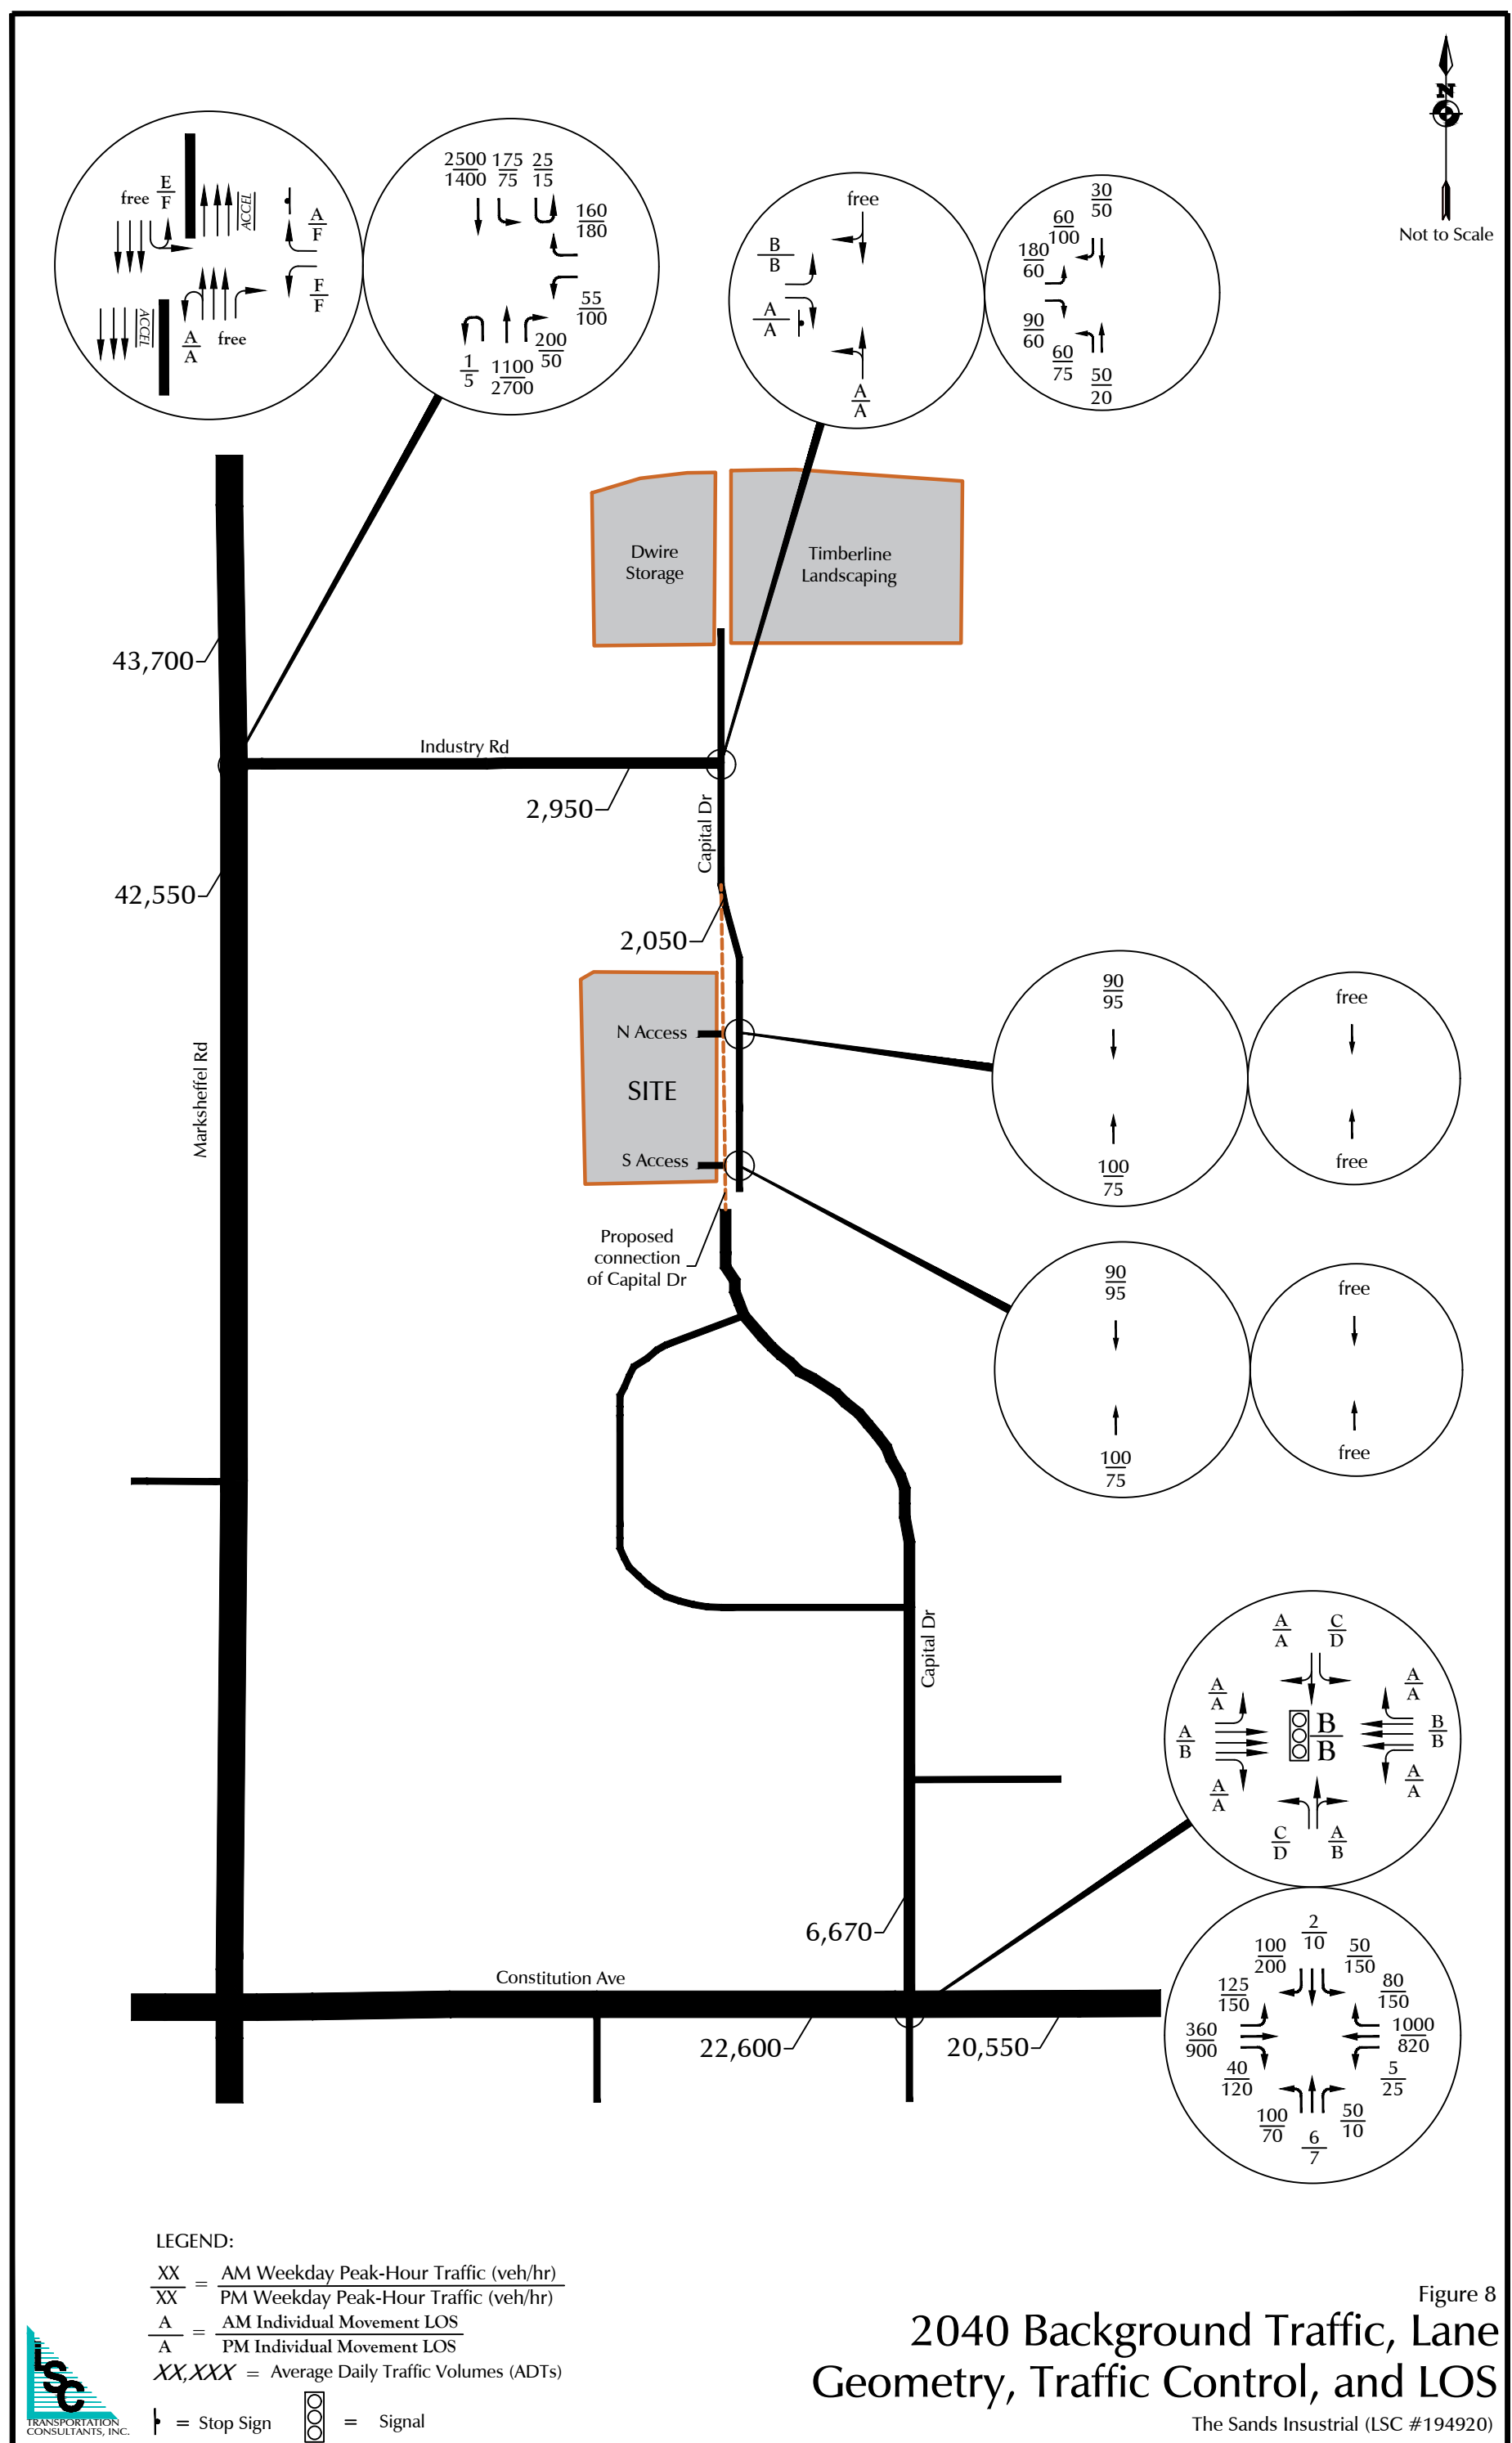 N
Not to Scale
free
E
F
ACCEL
A
F
F
F
ACCEL
A
A
free
2500
1400
175
75
25
15
160
180
55
100
200
50
1
5
1100
2700
free
B
B
A
A
A
A
30
50
60
100
180
60
90
60
60
75
50
20
Dwire
Storage
Timberline
Landscaping
43,700
Industry Rd
2,950
Capital Dr
42,550
2,050
N Access
SITE
S Access
Marksheffel Rd
90
95
100
75
free
free
Proposed
connection
of Capital Dr
90
95
100
75
free
free
Capital Dr
A
A
C
D
A
A
A
A
A
B
B
B
B
B
A
A
A
A
C
D
A
B
6,670
Constitution Ave
22,600
20,550
2
10
100
200
50
150
125
150
80
150
360
900
1000
820
40
120
5
25
100
70
50
10
6
7
LEGEND:
XX
XX
=
AM Weekday Peak-Hour Traffic (veh/hr)
PM Weekday Peak-Hour Traffic (veh/hr)
A
A
=
AM Individual Movement LOS
PM Individual Movement LOS
XX,XXX = Average Daily Traffic Volumes (ADTs)
= Stop Sign
= Signal
LSC
TRANSPORTATION
CONSULTANTS, INC.
Figure 8
2040 Background Traffic, Lane
Geometry, Traffic Control, and LOS
The Sands Insustrial (LSC #194920)